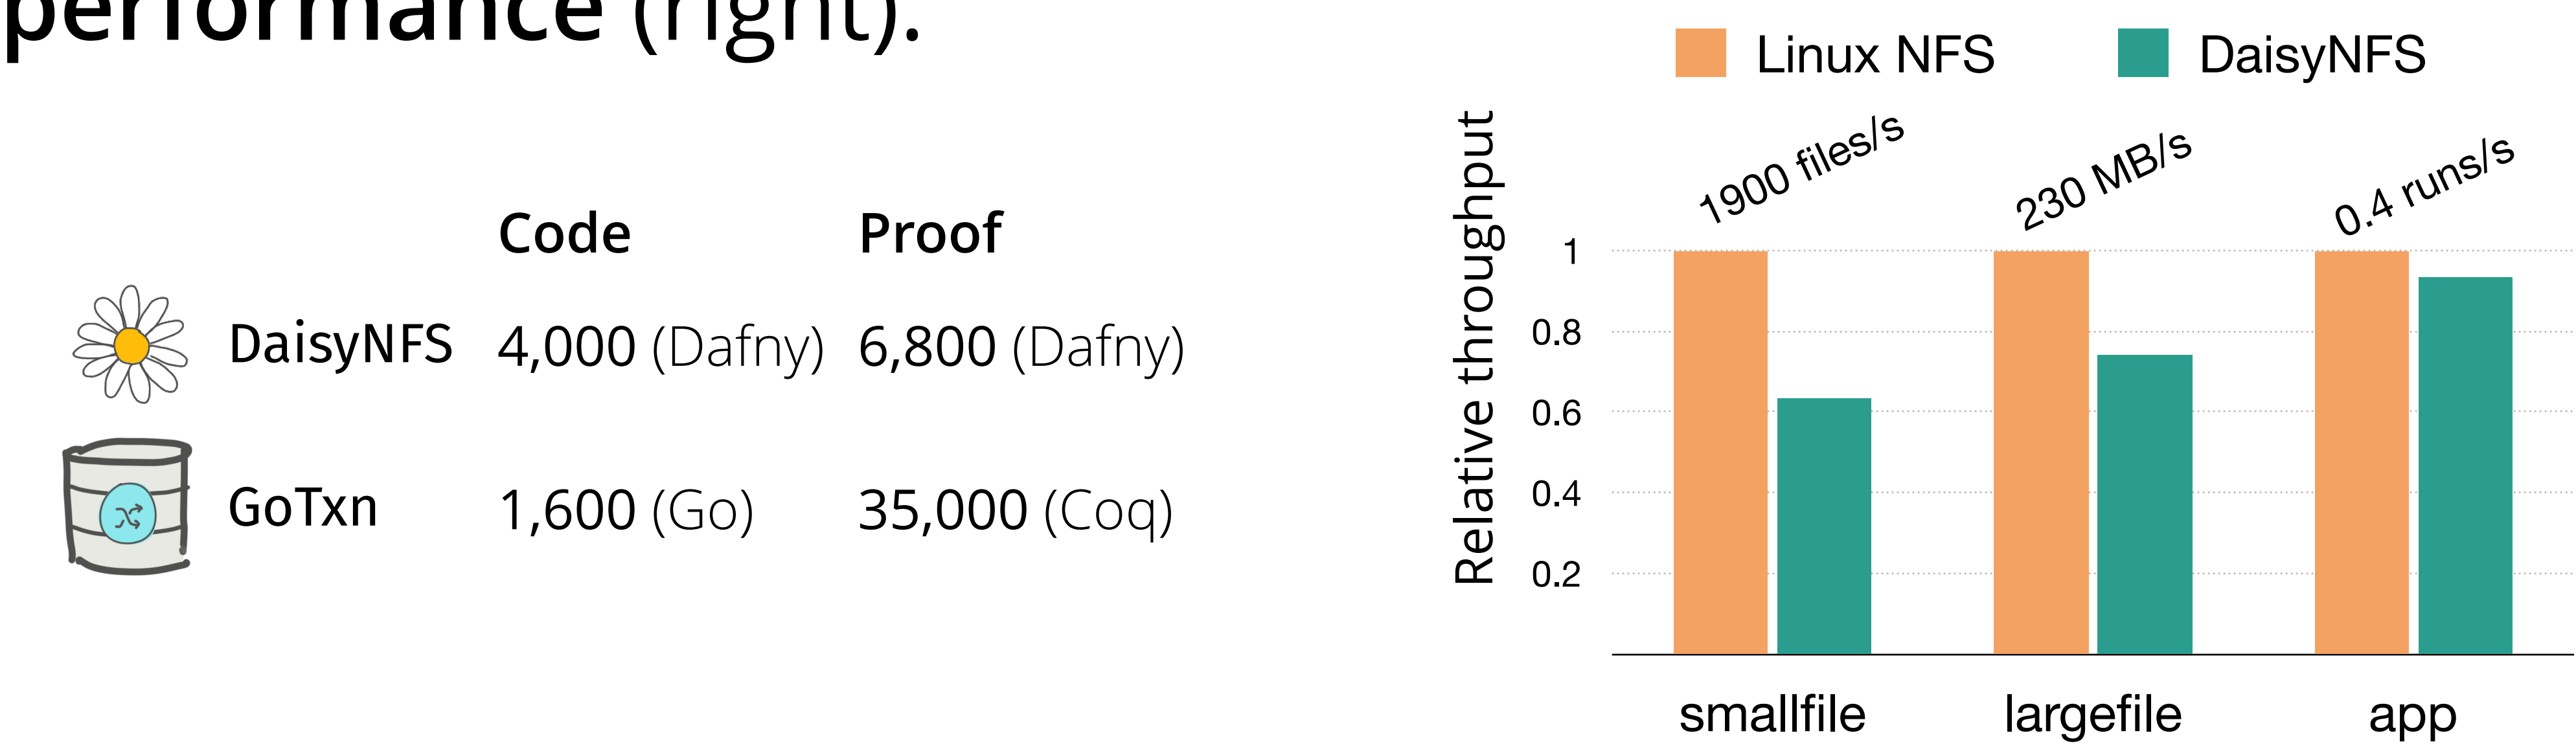 performance (right).
Code Proof
DaisyNFS 4,000 (Dafny) 6,800 (Dafny)
GoTxn 1,600 (Go) 35,000 (Coq)
Linux NFS DaisyNFS
Relative throughput
1900 files/s 230 MB/s 0.4 runs/s
1
0.8
0.6
0.4
0.2
smallfile largefile app